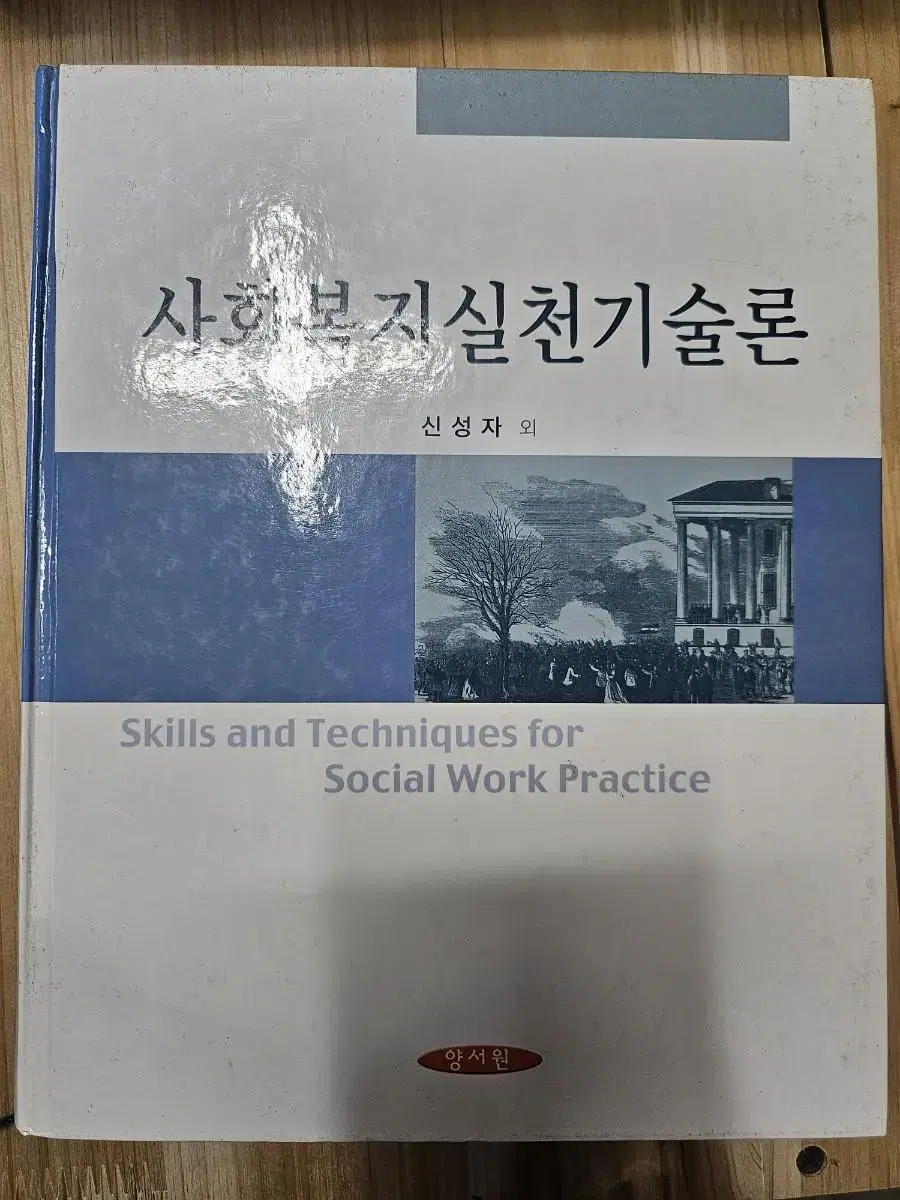 사회복지실천기술론
신성자 외
Skills and Techniques for
Social Work Practice
양서원